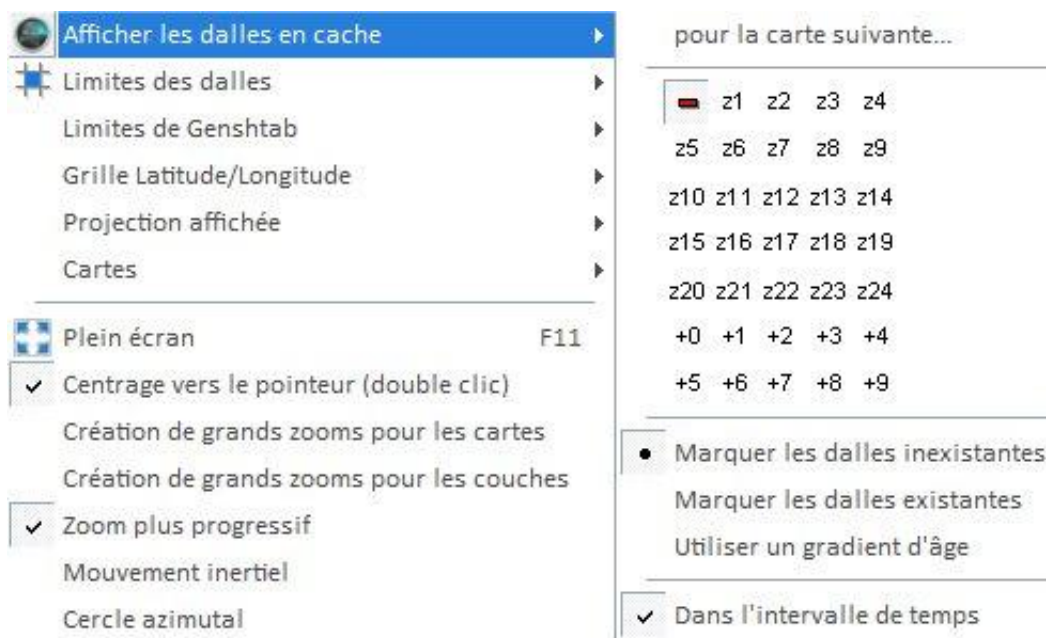 Afficher les dalles en cache
Limites des dalles
Limites de Genshtab
Grille Latitude/Longitude
Projection affichée
Cartes
Plein écran F11
Centrage vers le pointeur (double clic)
Création de grands zooms pour les cartes
Création de grands zooms pour les couches
Zoom plus progressif
Mouvement inertiel
Cercle azimutal
pour la carte suivante...
z1 z2 z3 z4
z5 z6 z7 z8 z9
z10 z11 z12 z13 z14
z15 z16 z17 z18 z19
z20 z21 z22 z23 z24
+0 +1 +2 +3 +4
+5 +6 +7 +8 +9
Marquer les dalles inexistantes
Marquer les dalles existantes
Utiliser un gradient d'âge
Dans l'intervalle de temps